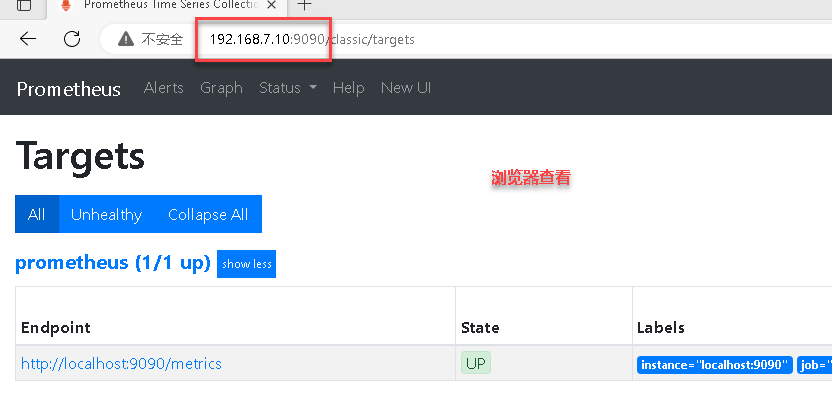 Prometheus Time Series Collectio
不安全 192.168.7.10:9090/classic/targets
Prometheus Alerts Graph Status Help New UI
Targets
浏览器查看
All Unhealthy Collapse All
prometheus (1/1 up) show less
Endpoint State Labels
http://localhost:9090/metrics UP instance="localhost:9090" job="